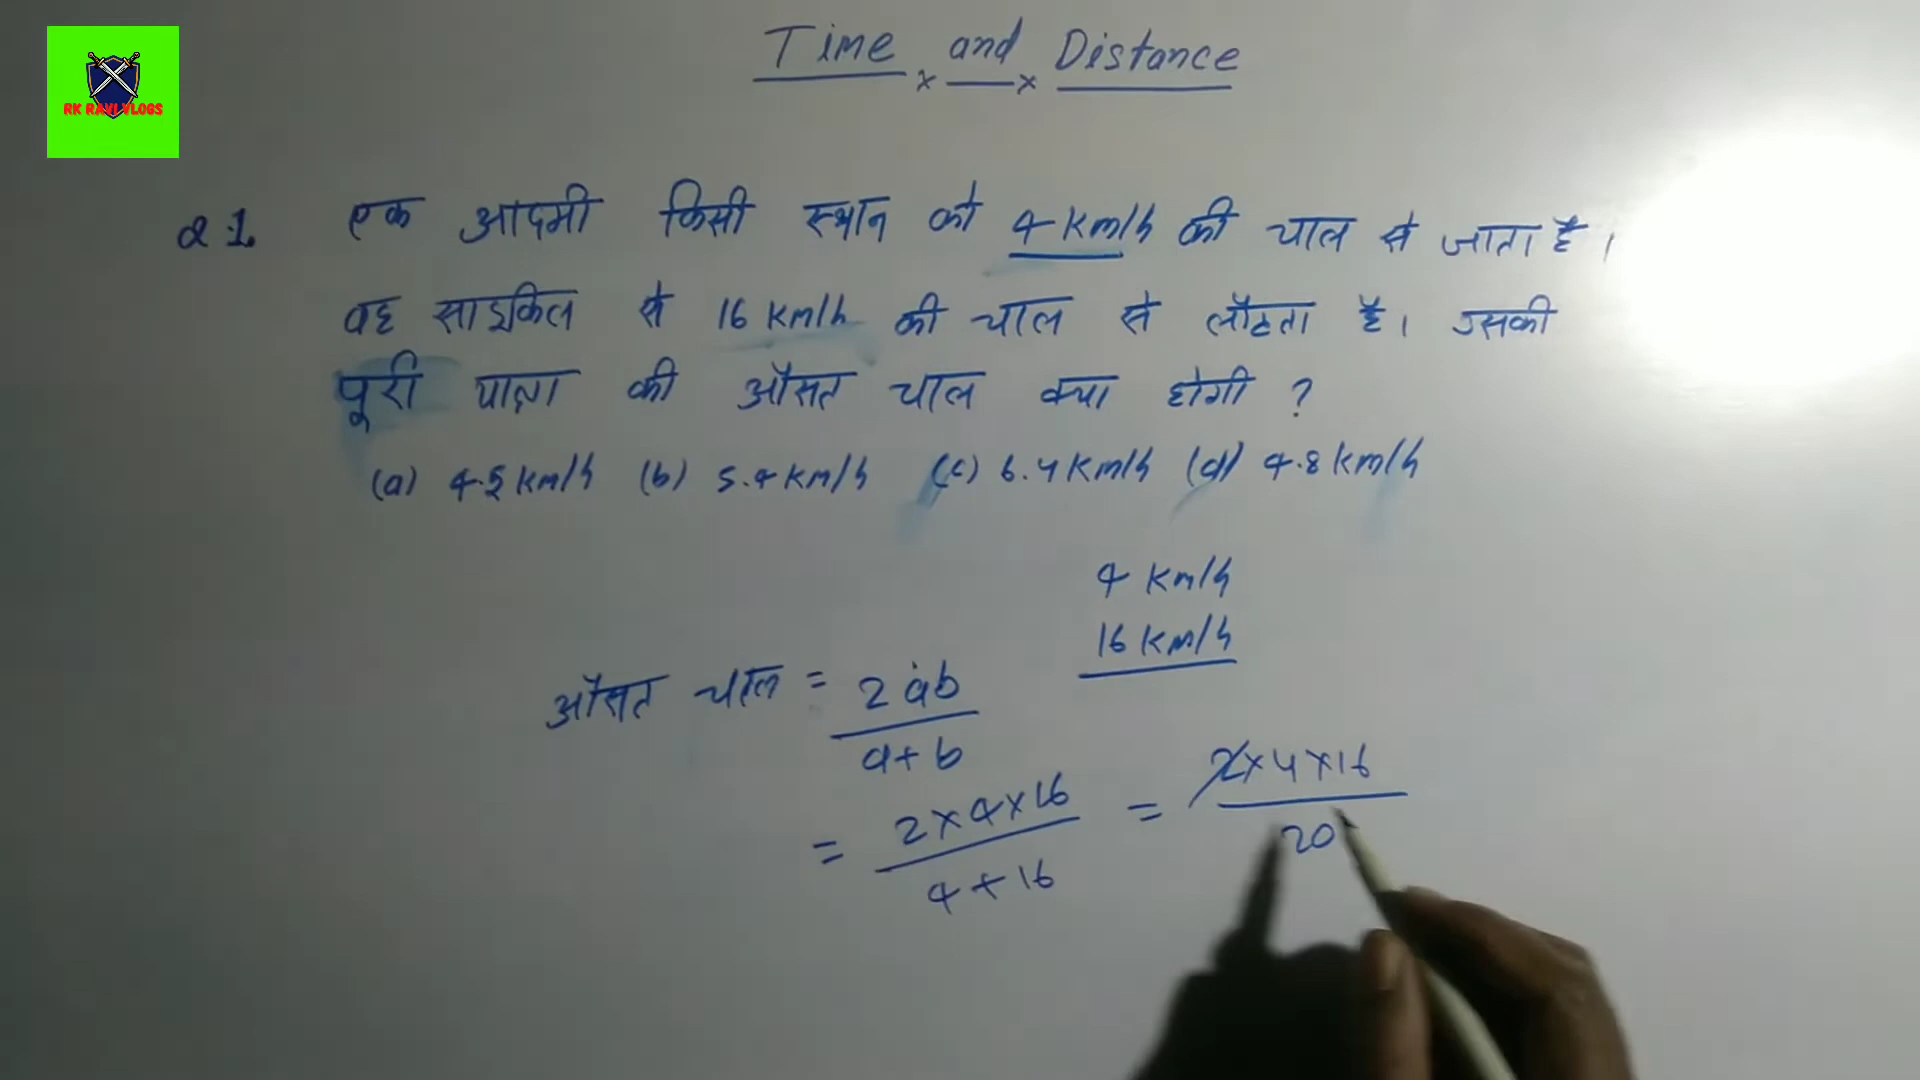 RK RAVI VLOGS
Time and Distance
Q.1. एक आदमी किसी स्थान को 4 km/h की चाल से जाता है।
वह साइकिल से 16 km/h की चाल से लौटता है। उसकी
पूरी यात्रा की औसत चाल क्या होगी ?
(a) 4.5 km/h (b) 5.4 km/h (c) 6.4 km/h (d) 4.8 km/h
4 km/h
16 km/h
औसत चाल = 2ab
a+b
= 2×4×16 = 2×4×16
4+16 20